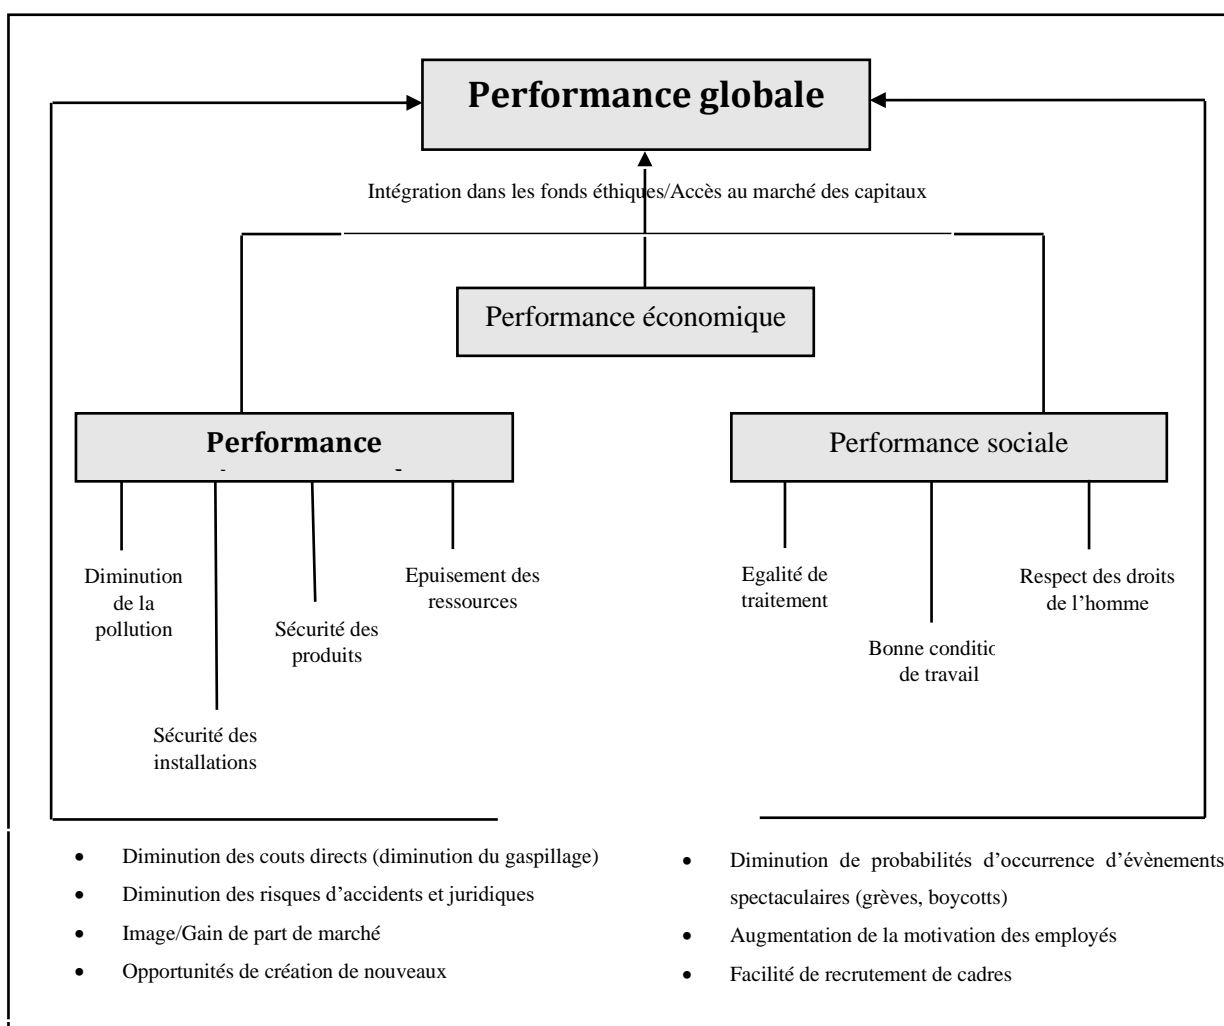 Performance globale
Intégration dans les fonds éthiques/Accès au marché des capitaux
Performance économique
Performance
Performance sociale
Diminution
de la
pollution
Sécurité des
installations
Sécurité des
produits
Epuisement des
ressources
Egalité de
traitement
Bonne conditio
de travail
Respect des droits
de l’homme
• Diminution des couts directs (diminution du gaspillage)
• Diminution des risques d’accidents et juridiques
• Image/Gain de part de marché
• Opportunités de création de nouveaux
• Diminution de probabilités d’occurrence d’évènements
spectaculaires (grèves, boycotts)
• Augmentation de la motivation des employés
• Facilité de recrutement de cadres